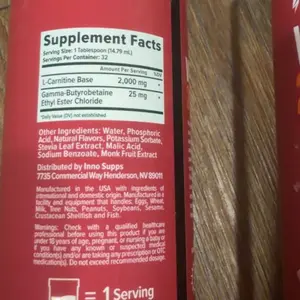 Supplement Facts
Serving Size: 1 Tablespoon (14.79 mL)
Servings Per Container: 32
Amount Per Serving %DV
L-Carnitine Base 2,000 mg *
Gamma-Butyrobetaine 25 mg *
Ethyl Ester Chloride
*Daily Value (DV) not established
Other Ingredients: Water, Phosphoric
Acid, Natural Flavors, Potassium Sorbate,
Stevia Leaf Extract, Malic Acid,
Sodium Benzoate, Monk Fruit Extract
Distributed by Inno Supps
7735 Commercial Way Henderson, NV 89011
Manufactured in the USA with ingredients of
international and domestic origin. Manufactured in a
facility and equipment that handles: Eggs, Wheat,
Milk, Tree Nuts, Peanuts, Soybeans, Sesame,
Crustacean Shellfish and Fish.
Warnings: Check with a qualified healthcare
professional before using this product if you are
under 18 years of age, pregnant, or nursing a baby or
if you have any known or suspected medical
condition(s) and/or are taking any prescription or OTC
medication(s). Do not exceed recommended dosage.
= 1 Serving